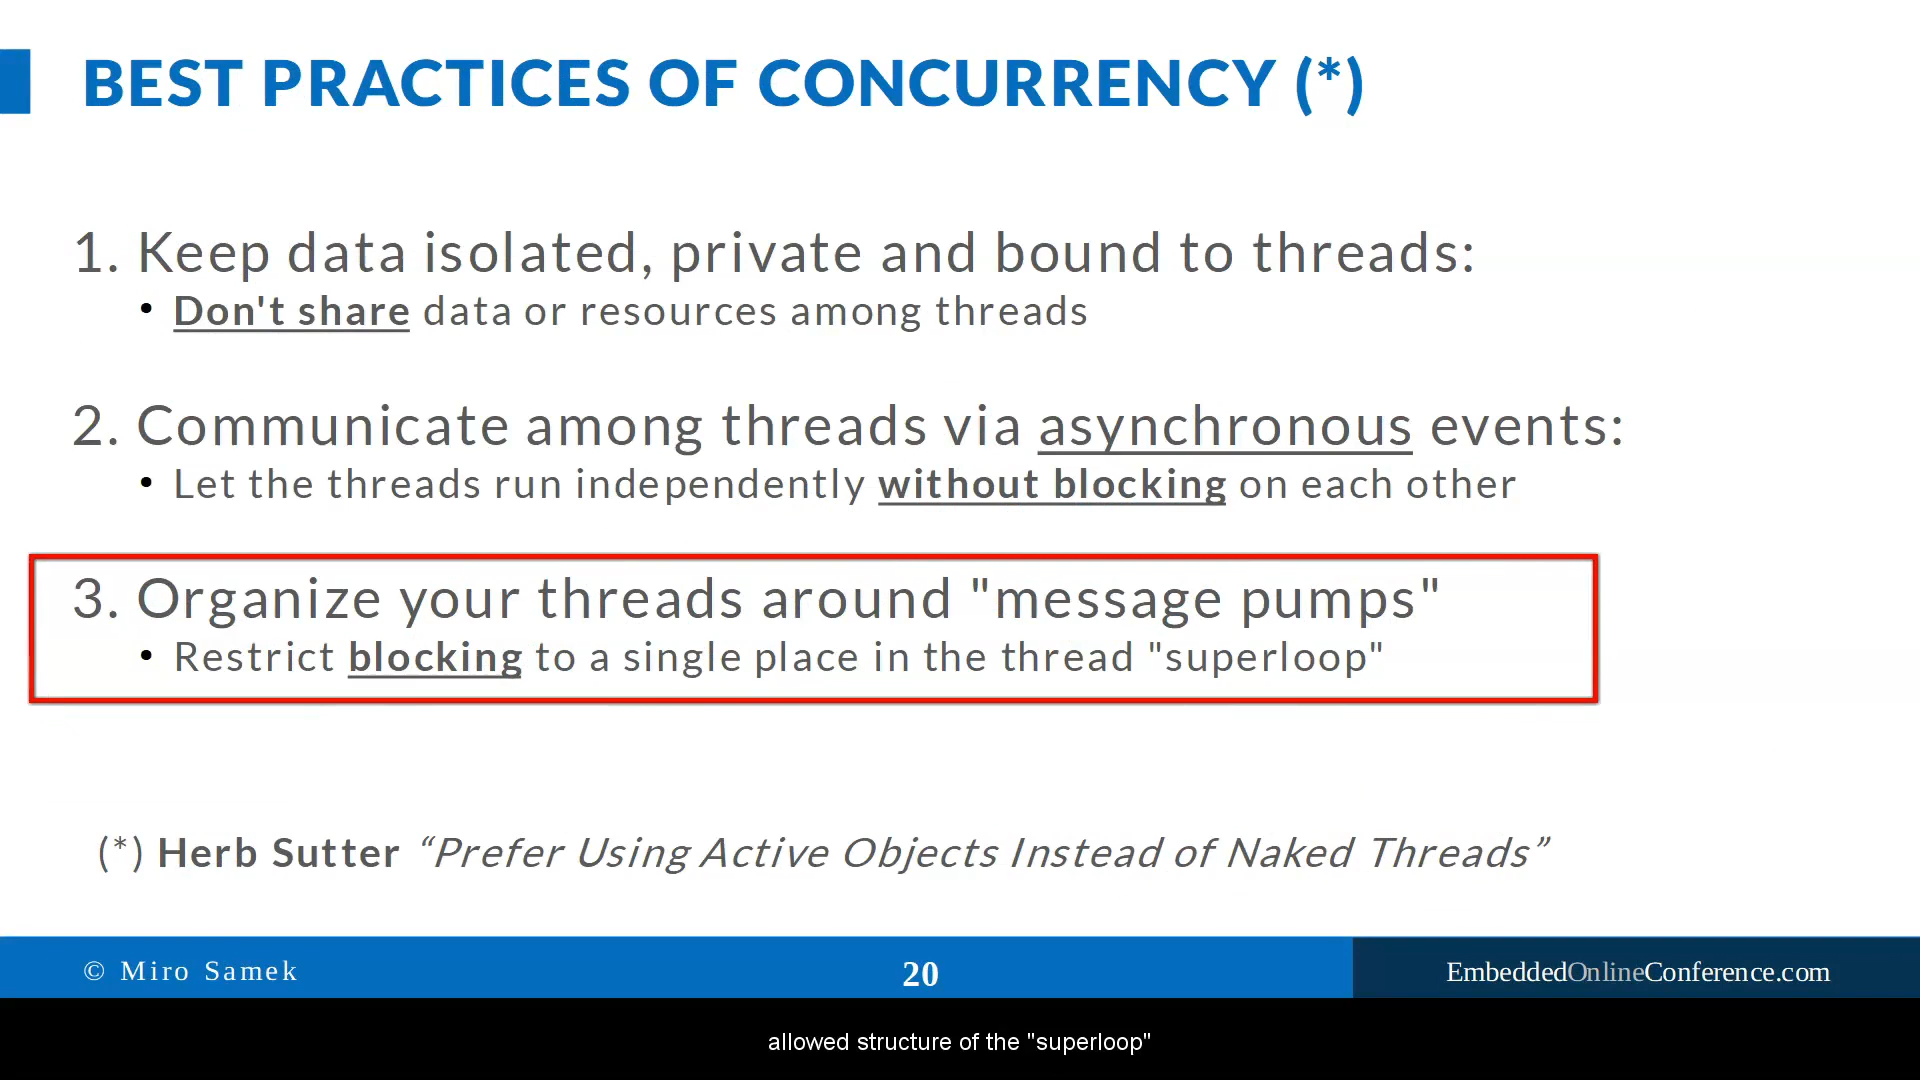 BEST PRACTICES OF CONCURRENCY (*)
1. Keep data isolated, private and bound to threads:
• Don't share data or resources among threads
2. Communicate among threads via asynchronous events:
• Let the threads run independently without blocking on each other
3. Organize your threads around "message pumps"
• Restrict blocking to a single place in the thread "superloop"
(*) Herb Sutter “Prefer Using Active Objects Instead of Naked Threads”
© Miro Samek
20
EmbeddedOnlineConference.com
allowed structure of the "superloop"